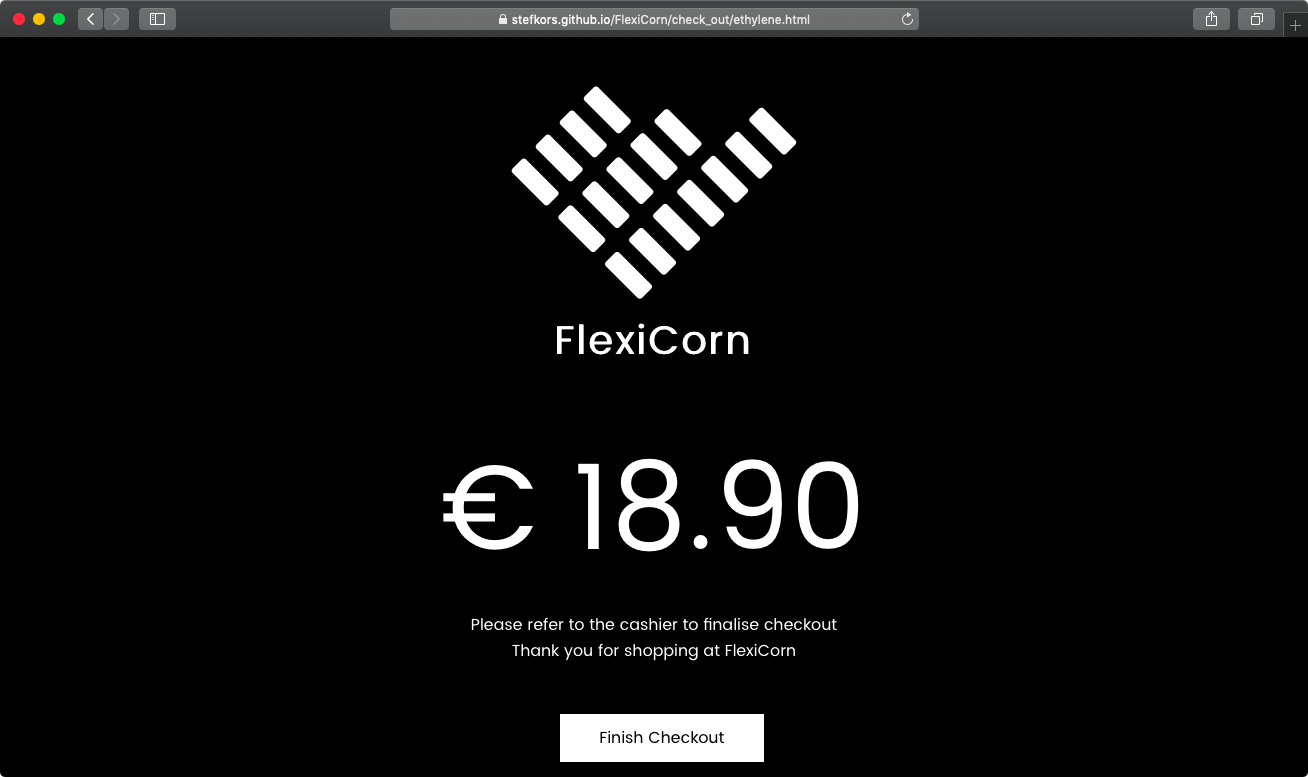 stefkors.github.io/FlexiCorn/check_out/ethylene.html
FlexiCorn
€ 18.90
Please refer to the cashier to finalise checkout
Thank you for shopping at FlexiCorn
Finish Checkout